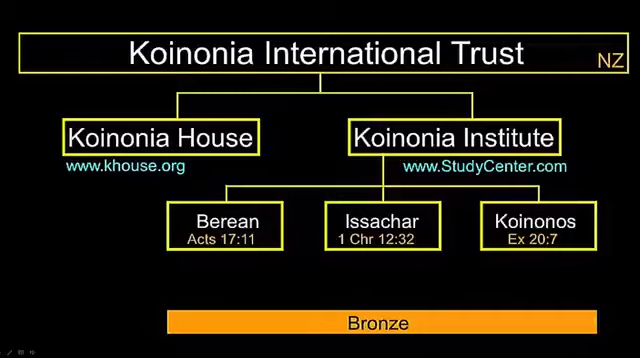 Koinonia International Trust
NZ
Koinonia House
Koinonia Institute
www.khouse.org
www.StudyCenter.com
Berean
Issachar
Koinonos
Acts 17:11
1 Chr 12:32
Ex 20:7
Bronze